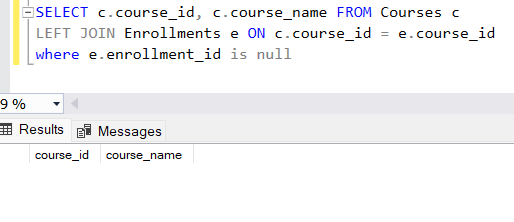 SELECT c.course_id, c.course_name FROM Courses c
LEFT JOIN Enrollments e ON c.course_id = e.course_id
where e.enrollment_id is null
9 %
Results Messages
course_id course_name